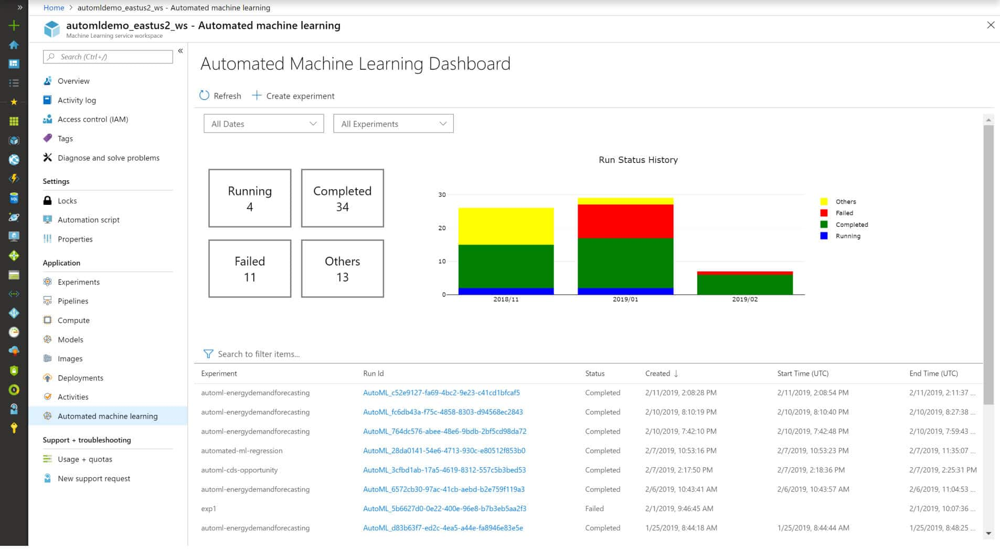 Home > automldemo_eastus2_ws - Automated machine learning
automldemo_eastus2_ws - Automated machine learning
Machine Learning service workspace
Search (Ctrl+/)
Overview
Activity log
Access control (IAM)
Tags
Diagnose and solve problems
Settings
Locks
Automation script
Properties
Application
Experiments
Pipelines
Compute
Models
Images
Deployments
Activities
Automated machine learning
Support + troubleshooting
Usage + quotas
New support request
Automated Machine Learning Dashboard
Refresh Create experiment
All Dates All Experiments
Running
4
Completed
34
Failed
11
Others
13
Run Status History
30
20
10
0
2018/11 2019/01 2019/02
Others
Failed
Completed
Running
Search to filter items...
Experiment Run Id Status Created ↓ Start Time (UTC) End Time (UTC)
automl-energydemandforecasting AutoML_c52e9127-fa69-4bc2-9e23-c41cd1bfcaf5 Completed 2/11/2019, 2:08:28 PM 2/11/2019, 2:08:54 PM 2/11/2019, 2:11:37 ...
automl-energydemandforecasting AutoML_fc6db43a-f75c-4858-8303-d94568ec2843 Completed 2/10/2019, 8:10:19 PM 2/10/2019, 8:10:40 PM 2/10/2019, 8:27:38 ...
automl-energydemandforecasting AutoML_764dc576-abee-48e6-9bdb-2bf5cd98da72 Completed 2/10/2019, 7:42:10 PM 2/10/2019, 7:42:48 PM 2/10/2019, 7:59:43 ...
automated-ml-regression AutoML_28da0141-54e6-4713-930c-e80512f853b0 Completed 2/7/2019, 10:53:16 PM 2/7/2019, 10:53:23 PM 2/7/2019, 11:35:07 ...
automl-cds-opportunity AutoML_3cfbd1ab-17a5-4619-8312-557c5b3bed53 Completed 2/7/2019, 2:17:50 PM 2/7/2019, 2:18:36 PM 2/7/2019, 2:25:31 PM
automl-energydemandforecasting AutoML_6572cb30-97ac-41cb-aebd-b2e759f119a3 Completed 2/6/2019, 10:43:41 AM 2/6/2019, 10:43:57 AM 2/6/2019, 11:04:53 ...
exp1 AutoML_5b6627d0-0e22-400e-96e8-b7b3eb5aa2f3 Failed 2/1/2019, 9:46:45 AM 2/1/2019, 10:07:36 ...
automl-energydemandforecasting AutoML_d83b63f7-ed2c-4ea5-a44e-fa8946e83e5e Completed 1/25/2019, 8:44:18 AM 1/25/2019, 8:44:44 AM 1/25/2019, 8:48:25 ...